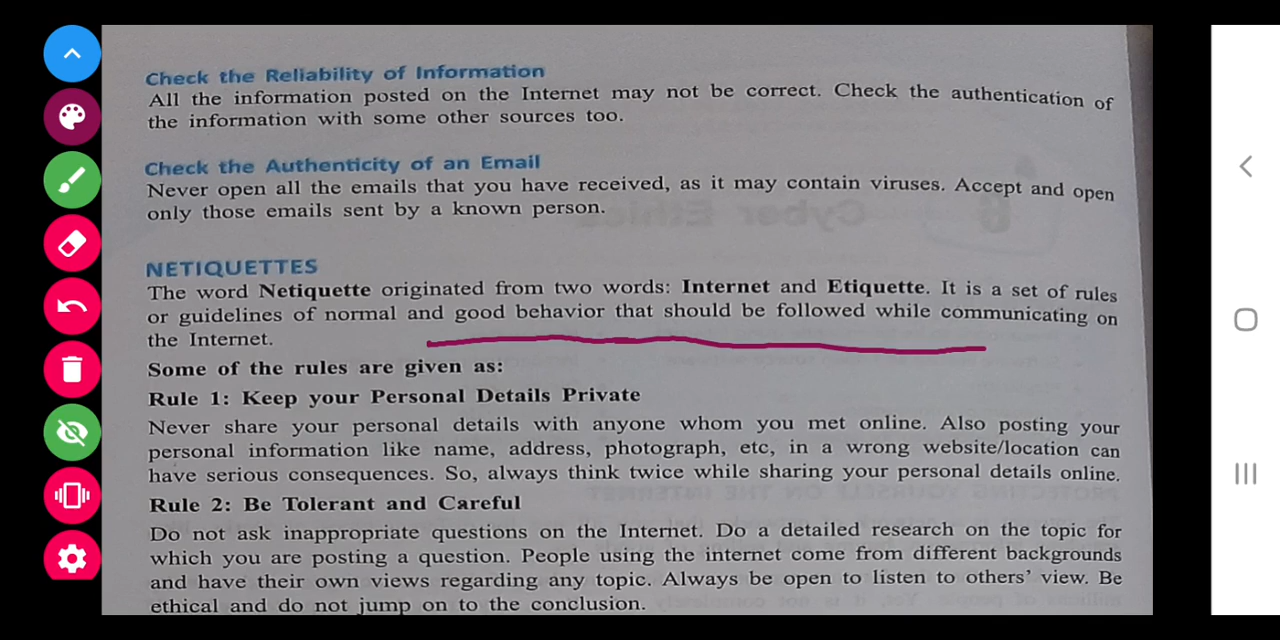 Check the Reliability of Information
All the information posted on the Internet may not be correct. Check the authentication of
the information with some other sources too.
Check the Authenticity of an Email
Never open all the emails that you have received, as it may contain viruses. Accept and open
only those emails sent by a known person.
NETIQUETTES
The word Netiquette originated from two words: Internet and Etiquette. It is a set of rules
or guidelines of normal and good behavior that should be followed while communicating on
the Internet.
Some of the rules are given as:
Rule 1: Keep your Personal Details Private
Never share your personal details with anyone whom you met online. Also posting your
personal information like name, address, photograph, etc, in a wrong website/location can
have serious consequences. So, always think twice while sharing your personal details online.
Rule 2: Be Tolerant and Careful
Do not ask inappropriate questions on the Internet. Do a detailed research on the topic for
which you are posting a question. People using the internet come from different backgrounds
and have their own views regarding any topic. Always be open to listen to others' view. Be
ethical and do not jump on to the conclusion.